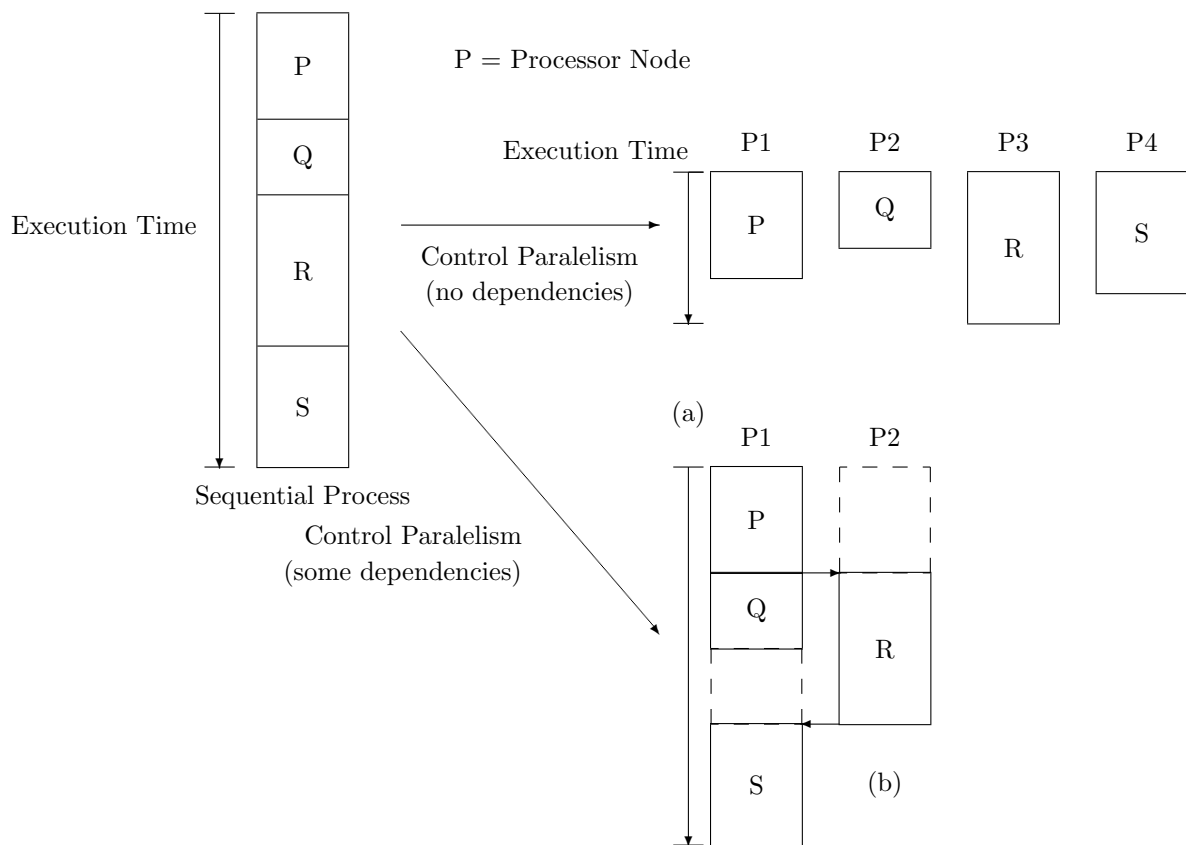 P
P = Processor Node
Q
Execution Time
R
S
Sequential Process
Execution Time
P1
P2
P3
P4
P
Q
R
S
Control Paralelism
(no dependencies)
(a)
Control Paralelism
(some dependencies)
P1
P2
P
Q
R
S
(b)